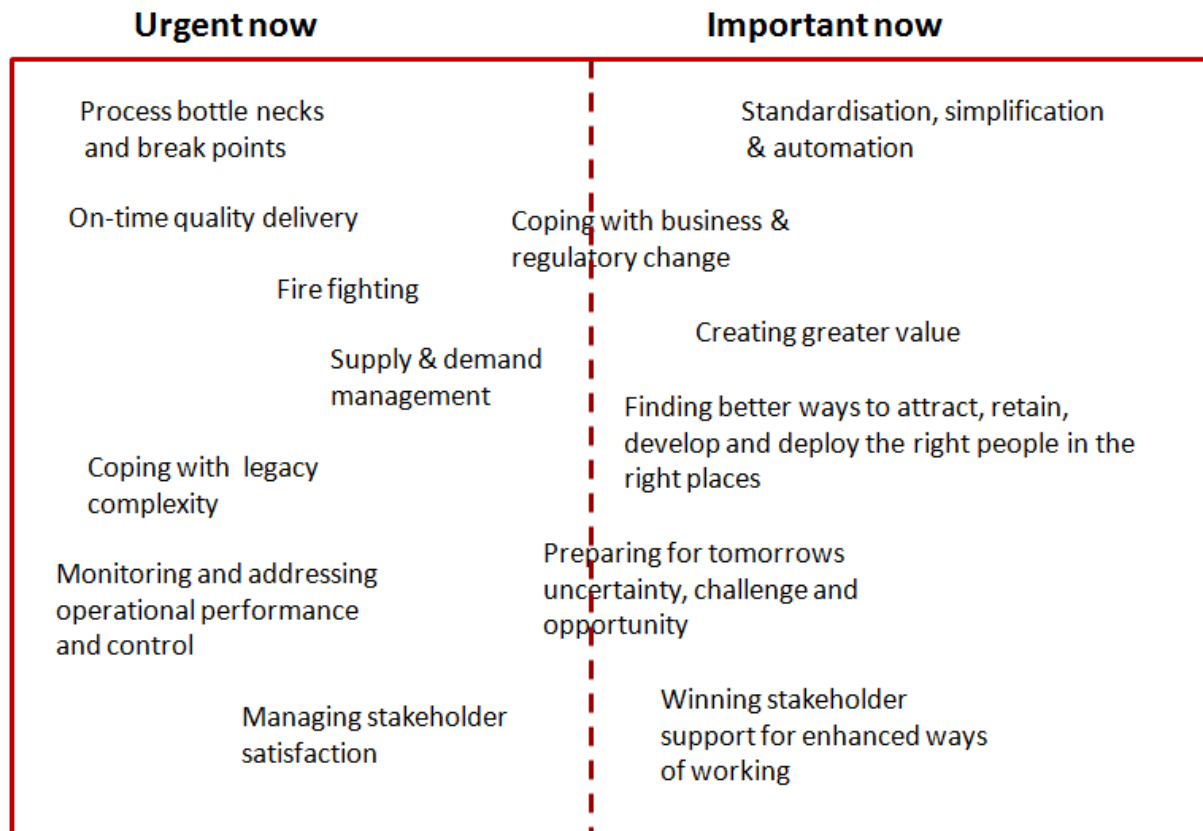 Urgent now
Important now
Process bottle necks
and break points
Standardisation, simplification
& automation
On-time quality delivery
Coping with business &
regulatory change
Fire fighting
Creating greater value
Supply & demand
management
Finding better ways to attract, retain,
develop and deploy the right people in the
right places
Coping with legacy
complexity
Preparing for tomorrows
uncertainty, challenge and
opportunity
Monitoring and addressing
operational performance
and control
Winning stakeholder
support for enhanced ways
of working
Managing stakeholder
satisfaction